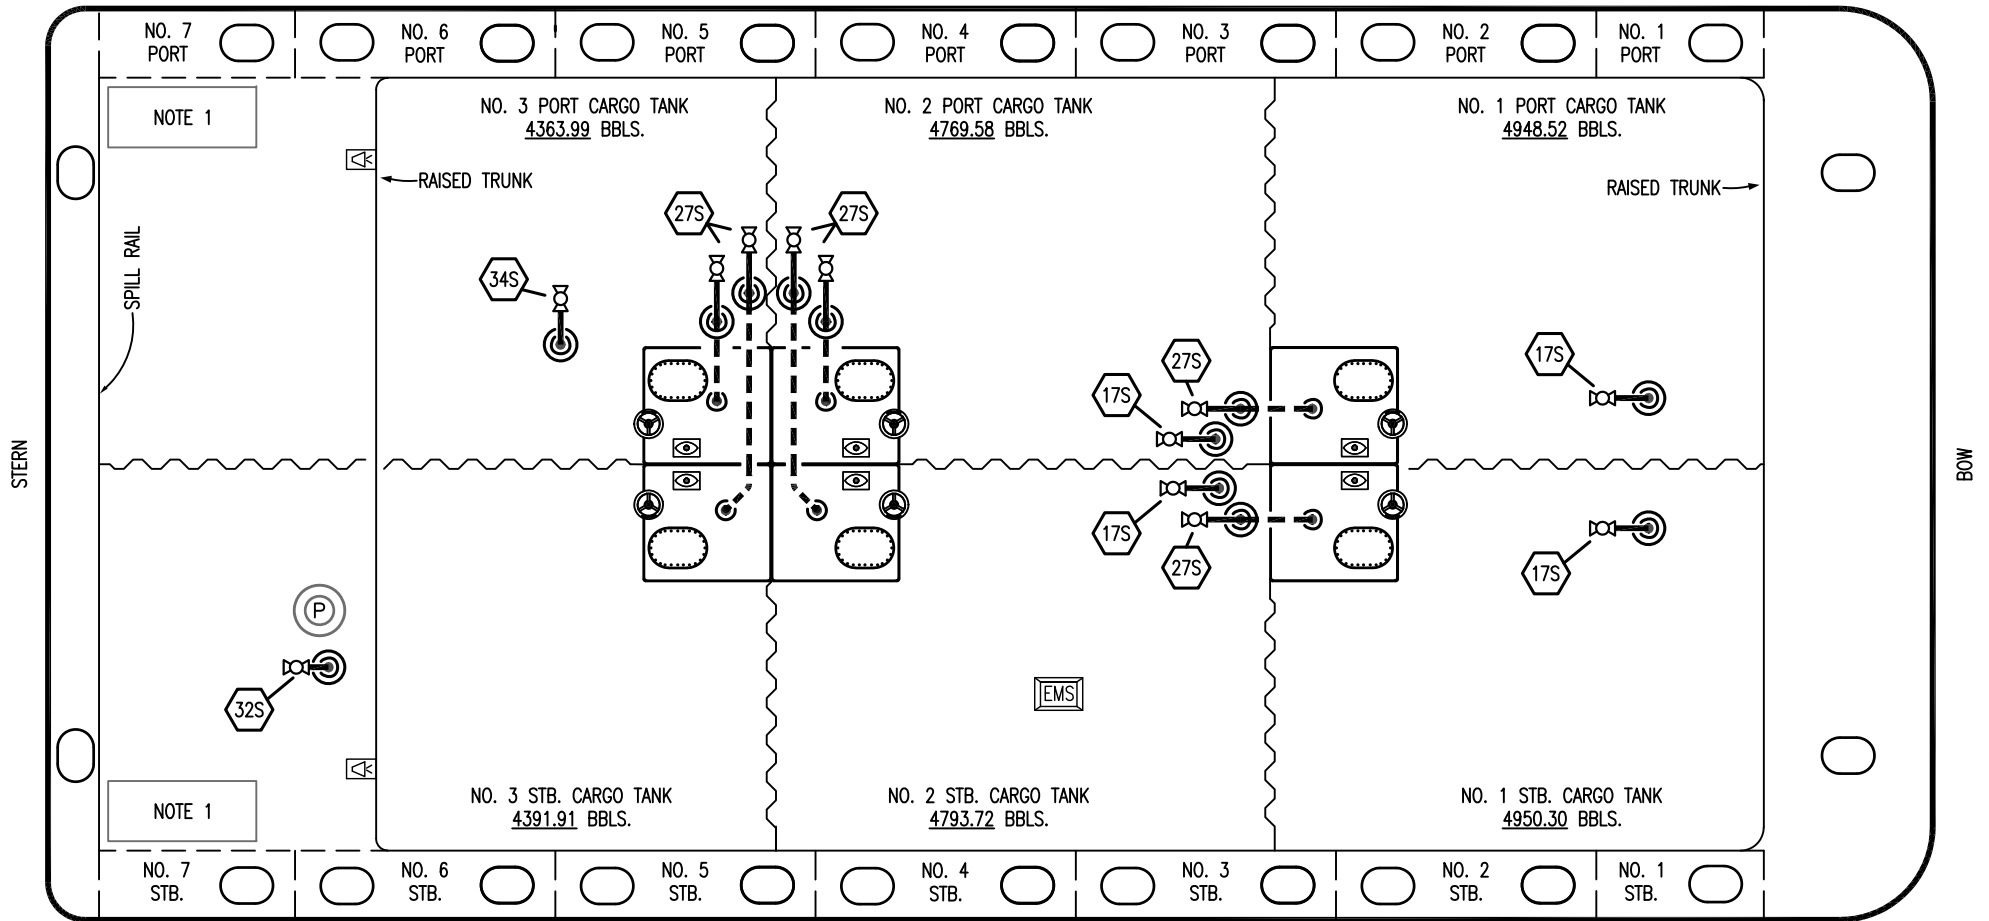 NO. 7
PORT
NO. 6
PORT
NO. 5
PORT
NO. 4
PORT
NO. 3
PORT
NO. 2
PORT
NO. 1
PORT
NOTE 1
NO. 3 PORT CARGO TANK
4363.99 BBLS.
NO. 2 PORT CARGO TANK
4769.58 BBLS.
NO. 1 PORT CARGO TANK
4948.52 BBLS.
RAISED TRUNK
RAISED TRUNK
27S
27S
SPILL RAIL
34S
27S
17S
17S
STERN
BOW
17S
27S
17S
P
32S
EMS
NOTE 1
NO. 3 STB. CARGO TANK
4391.91 BBLS.
NO. 2 STB. CARGO TANK
4793.72 BBLS.
NO. 1 STB. CARGO TANK
4950.30 BBLS.
NO. 7
STB.
NO. 6
STB.
NO. 5
STB.
NO. 4
STB.
NO. 3
STB.
NO. 2
STB.
NO. 1
STB.